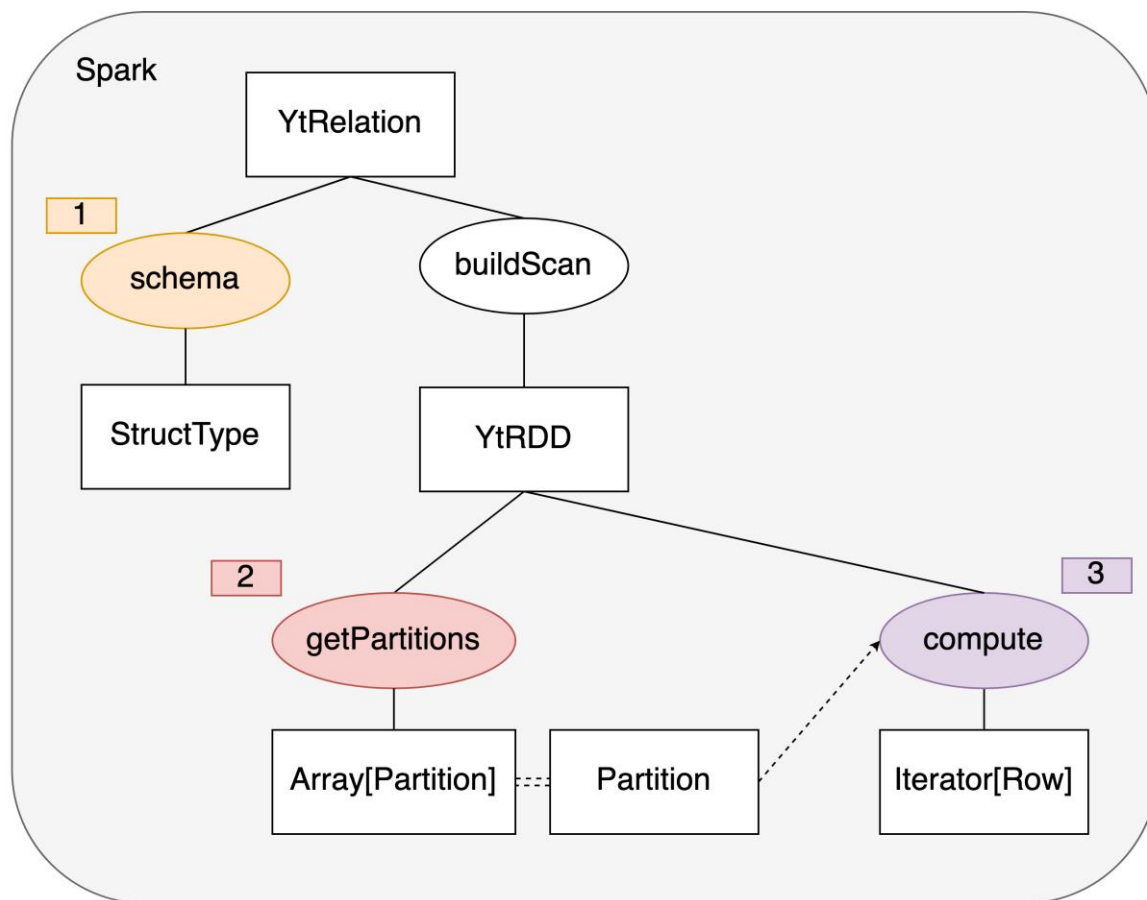 Spark
YtRelation
1
schema
buildScan
StructType
YtRDD
2
3
getPartitions
compute
Array[Partition]
Partition
Iterator[Row]